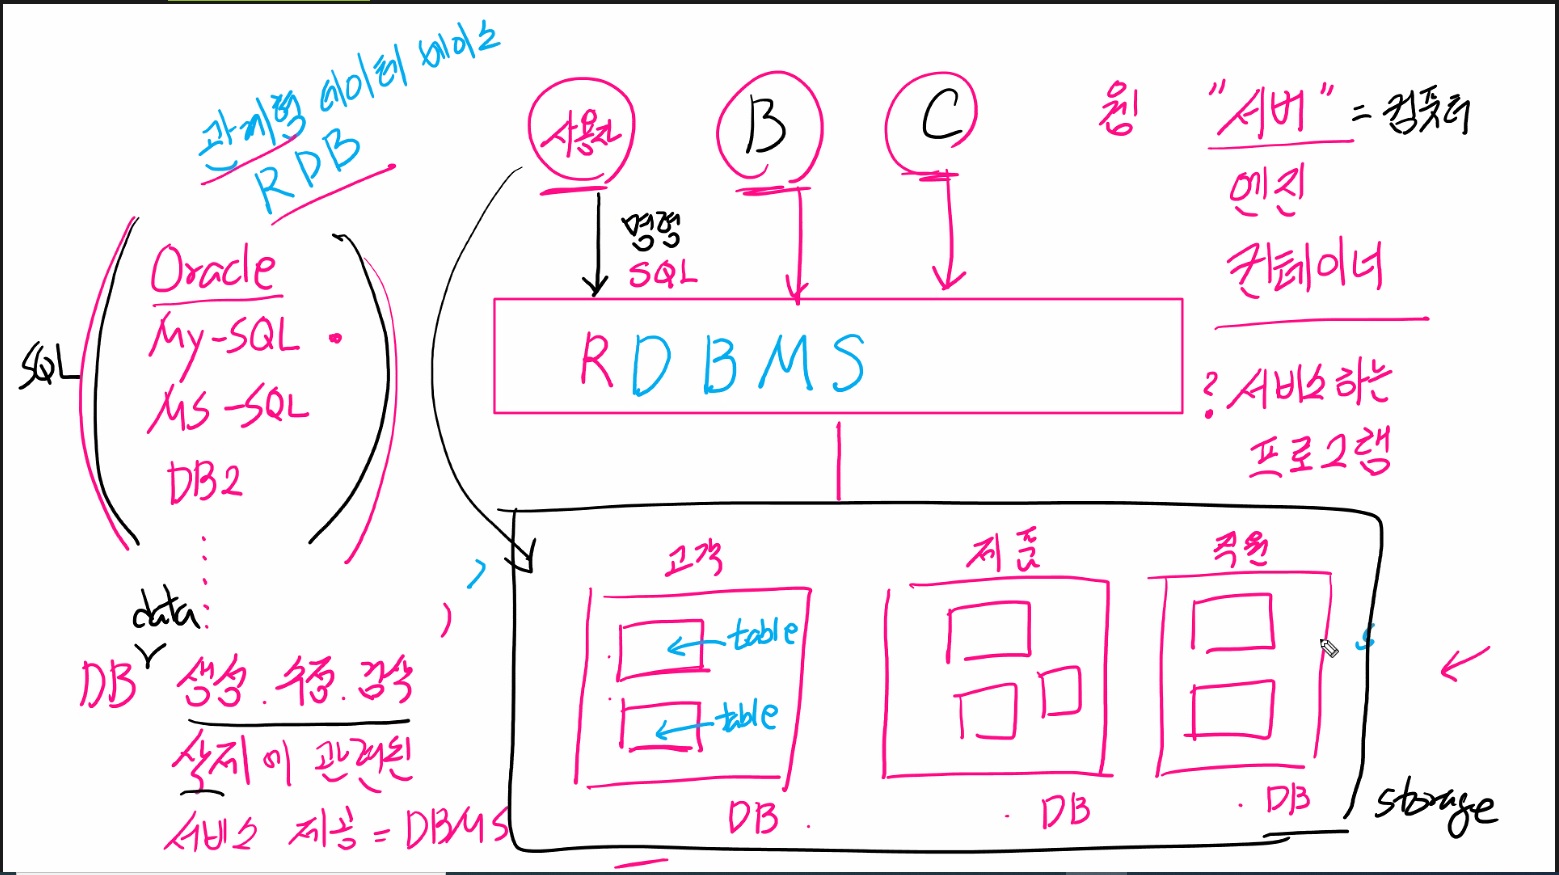 관계형 데이터 베이스
RDB
Oracle
My-SQL
MS-SQL
DB2
SQL
data
DB 생성.수정.검색
삭제에 관련된
서비스 제공 = DBMS
사용자
B
C
명령
SQL
RDBMS
고객
table
table
DB
제품
DB
직원
DB
s
storage
웹 "서버" = 컴퓨터
엔진
컨테이너
? 서비스하는
프로그램